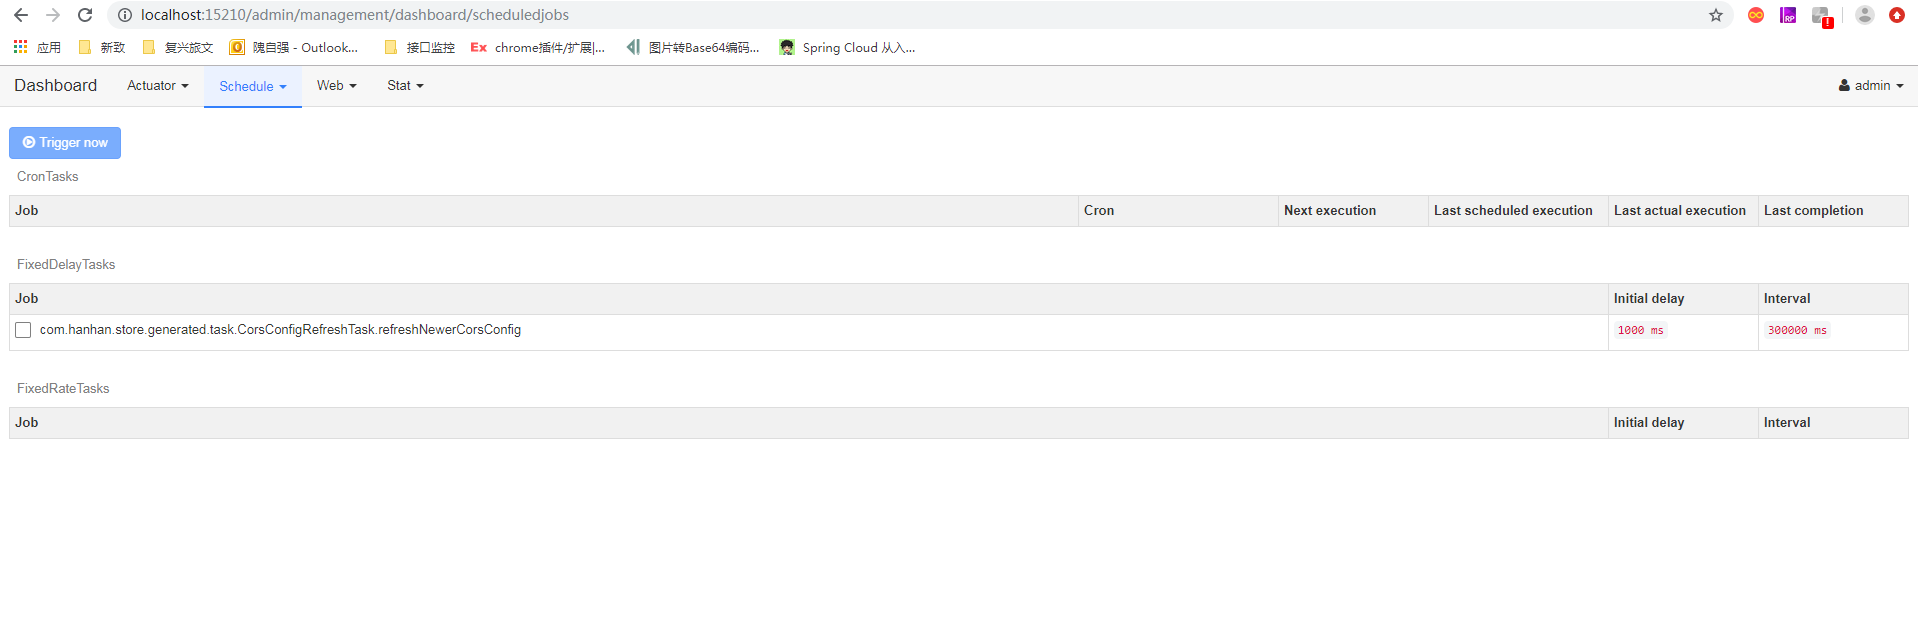 localhost:15210/admin/management/dashboard/scheduledjobs
应用 新致 复兴旅文 隗自强 - Outlook... 接口监控 Ex chrome插件/扩展|... 图片转Base64编码... Spring Cloud 从入...
Dashboard Actuator Schedule Web Stat admin
Trigger now
CronTasks
Job Cron Next execution Last scheduled execution Last actual execution Last completion
FixedDelayTasks
Job Initial delay Interval
com.hanhan.store.generated.task.CorsConfigRefreshTask.refreshNewerCorsConfig 1000 ms 300000 ms
FixedRateTasks
Job Initial delay Interval